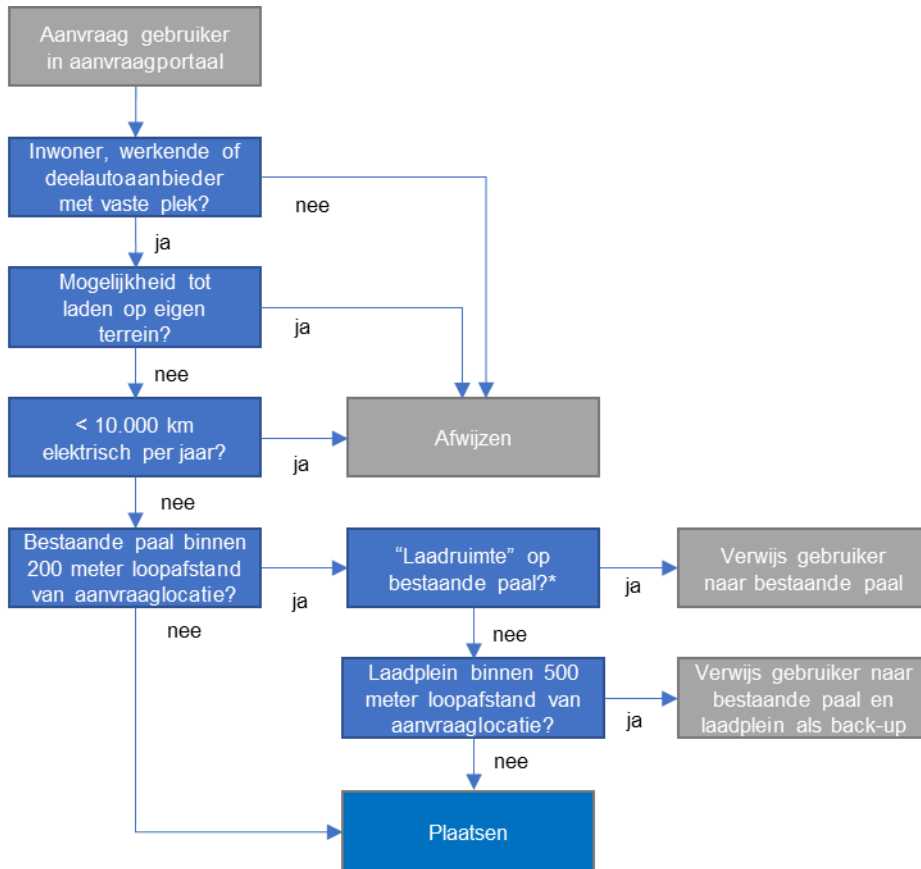 Aanvraag gebruiker
in aanvraagportaal
Inwoner, werkende of
deelautoaanbieder
met vaste plek?
nee
ja
Mogelijkheid tot
laden op eigen
terrein?
ja
nee
< 10.000 km
elektrisch per jaar?
ja
Afwijzen
nee
Bestaande paal binnen
200 meter loopafstand
van aanvraaglocatie?
ja
nee
“Laadruimte” op
bestaande paal?*
ja
Verwijs gebruiker
naar bestaande paal
nee
Laadplein binnen 500
meter loopafstand van
aanvraaglocatie?
ja
Verwijs gebruiker naar
bestaande paal en
laadplein als back-up
nee
Plaatsen